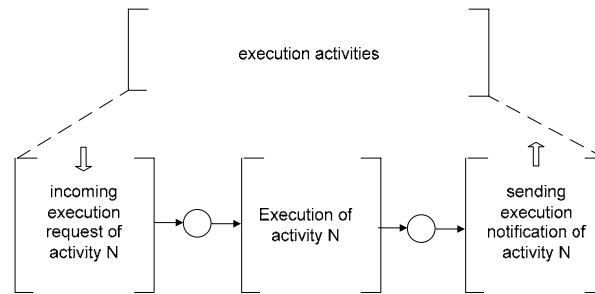 execution activities
incoming
execution
request of
activity N
Execution of
activity N
sending
execution
notification of
activity N